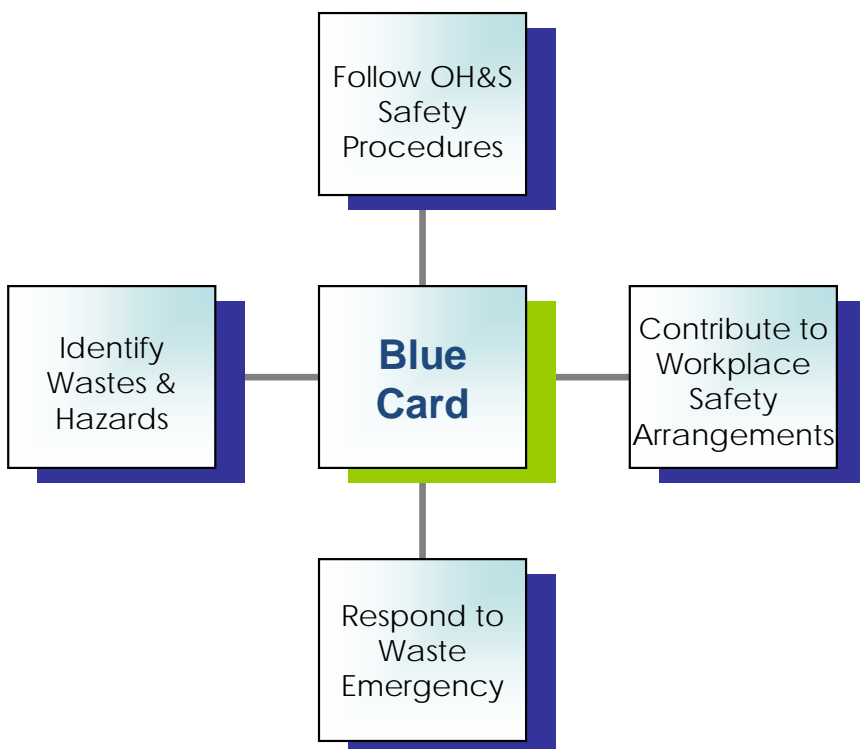 Follow OH&S
Safety
Procedures
Identify
Wastes &
Hazards
Blue
Card
Contribute to
Workplace
Safety
Arrangements
Respond to
Waste
Emergency